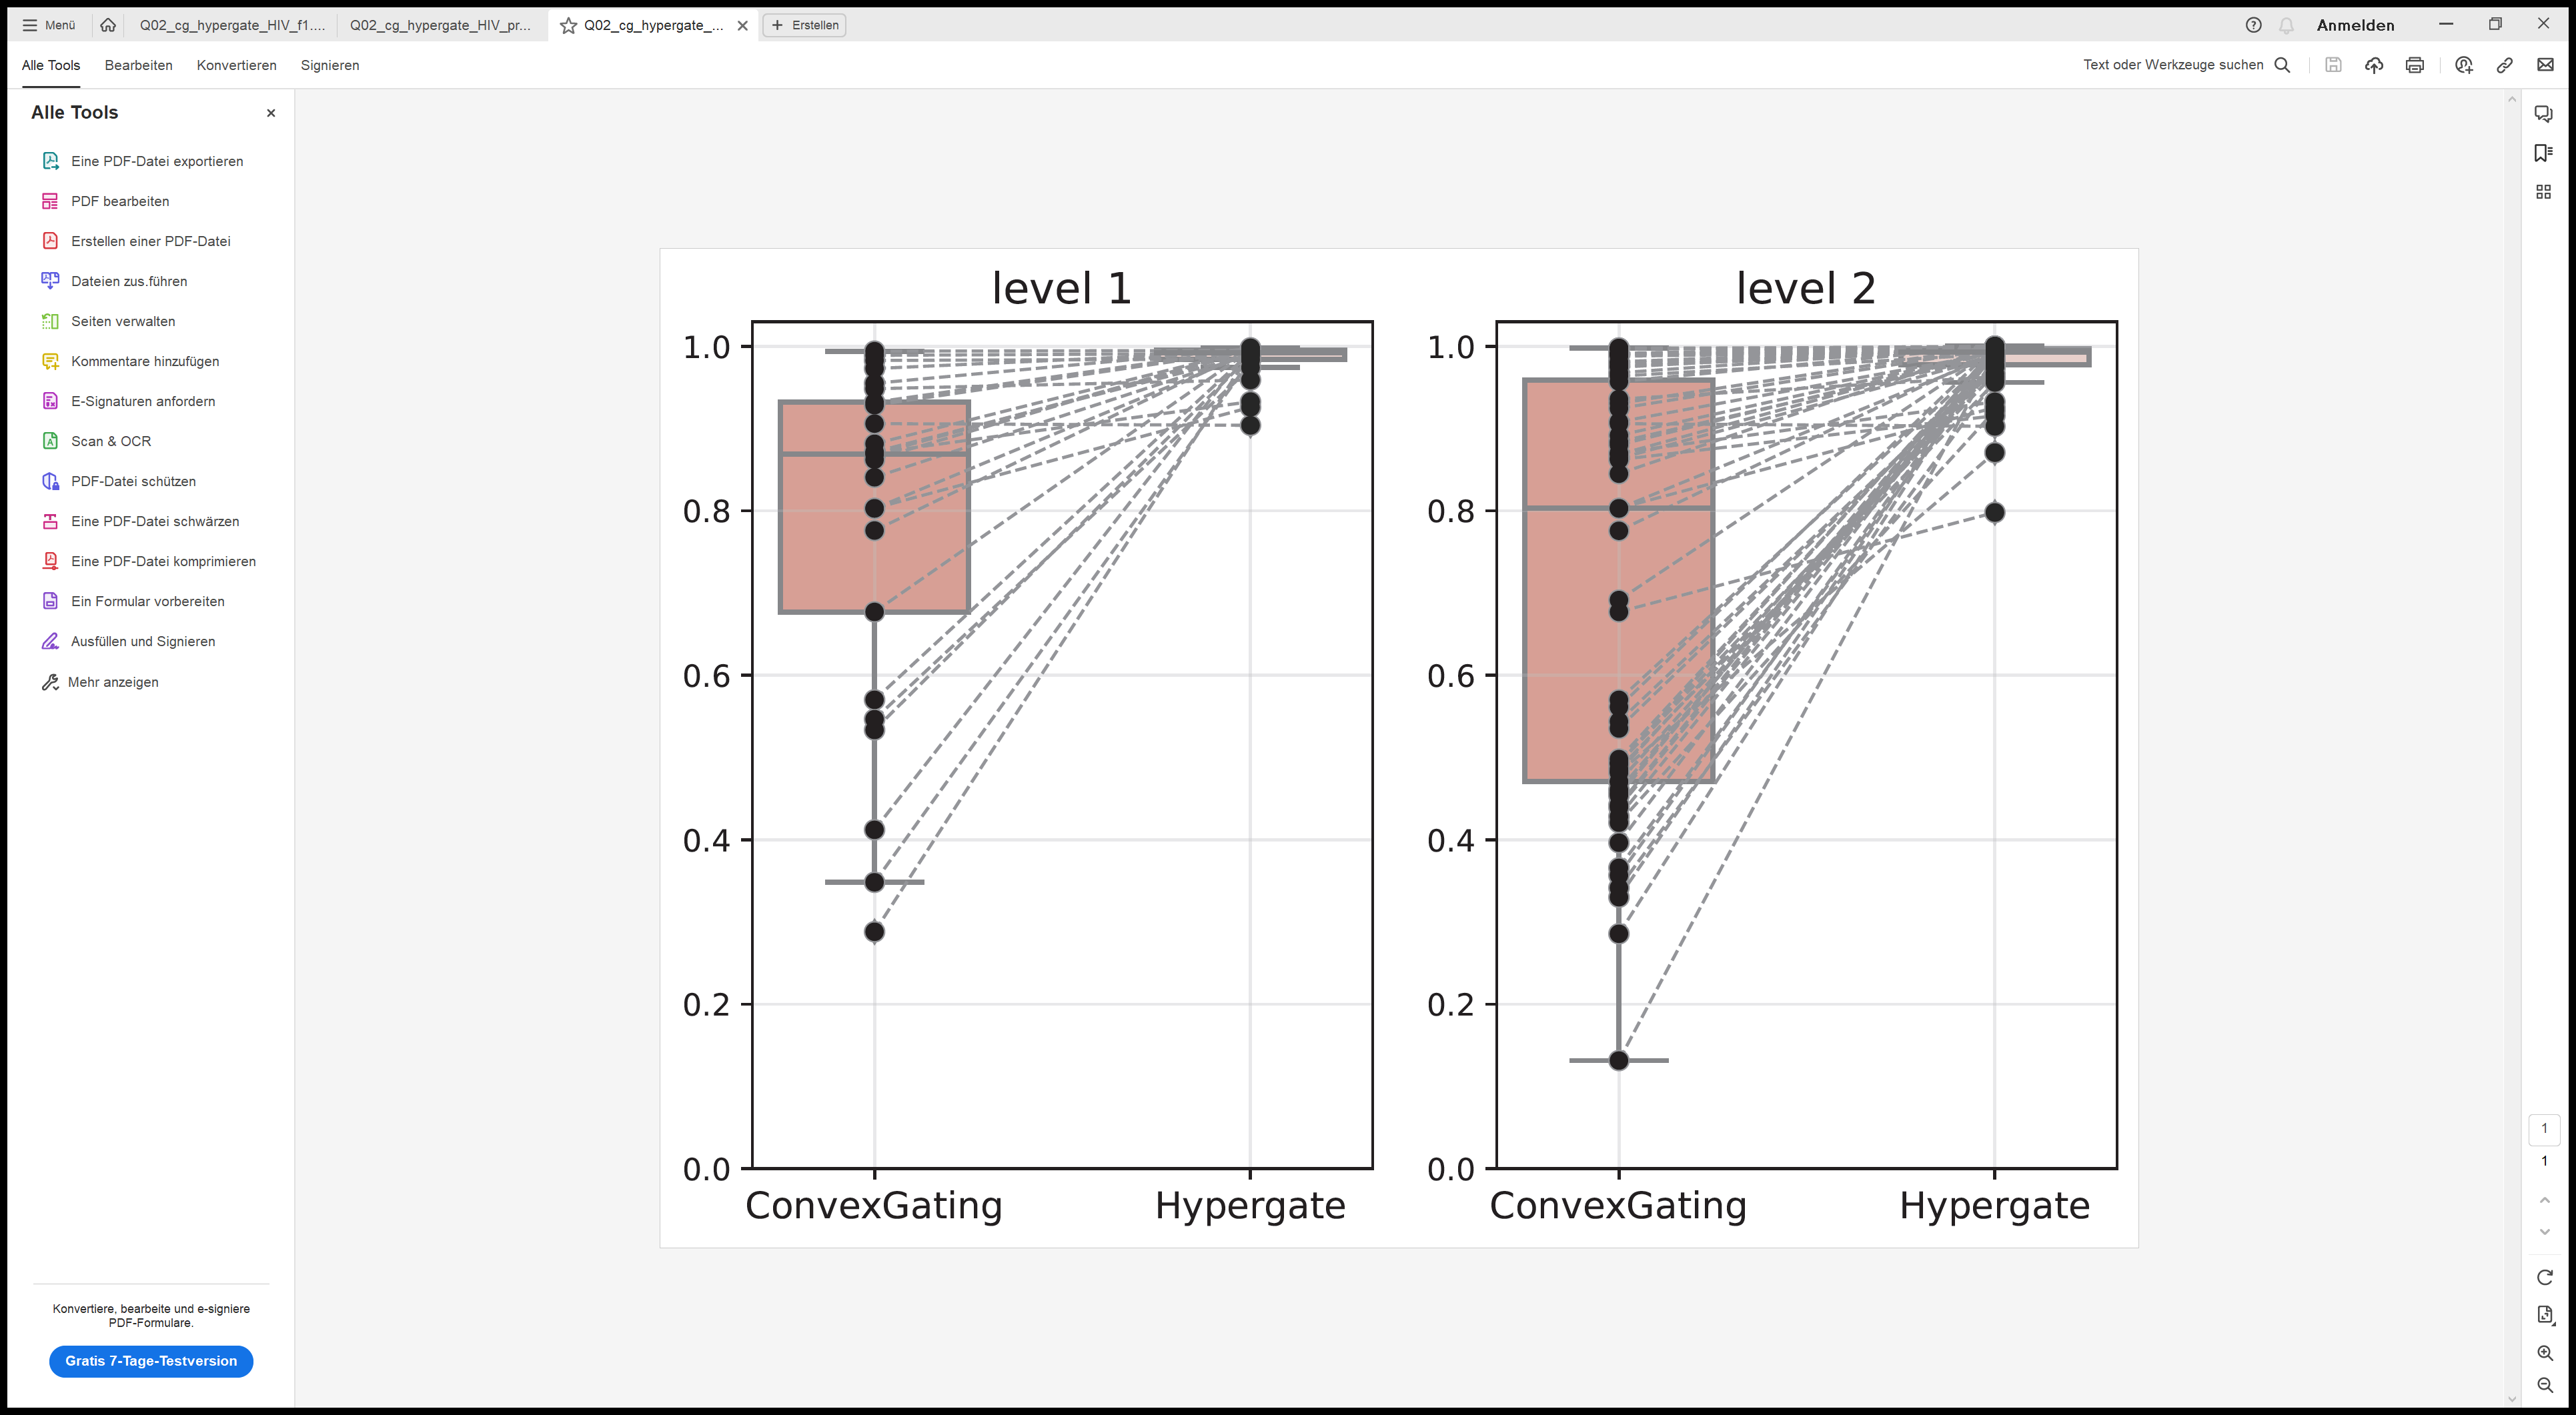 Menü
Q02_cg_hypergate_HIV_f1....
Q02_cg_hypergate_HIV_pr...
Q02_cg_hypergate_...
Erstellen
Anmelden
Alle Tools
Bearbeiten
Konvertieren
Signieren
Text oder Werkzeuge suchen
Alle Tools
Eine PDF-Datei exportieren
PDF bearbeiten
Erstellen einer PDF-Datei
Dateien zus.führen
Seiten verwalten
Kommentare hinzufügen
E-Signaturen anfordern
Scan & OCR
PDF-Datei schützen
Eine PDF-Datei schwärzen
Eine PDF-Datei komprimieren
Ein Formular vorbereiten
Ausfüllen und Signieren
Mehr anzeigen
Konvertiere, bearbeite und e-signiere
PDF-Formulare.
Gratis 7-Tage-Testversion
level 1
1.0
0.8
0.6
0.4
0.2
0.0
ConvexGating
Hypergate
level 2
1.0
0.8
0.6
0.4
0.2
0.0
ConvexGating
Hypergate
1
1